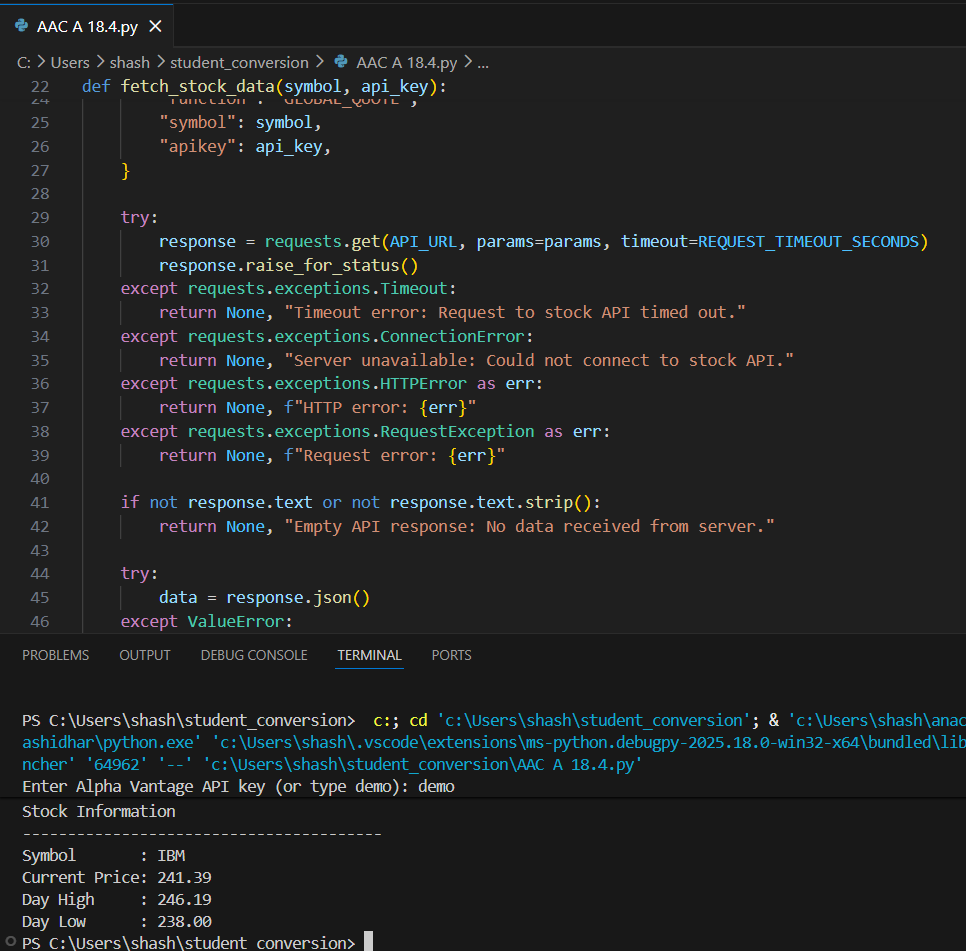 AAC A 18.4.py ×
C: > Users > shash > student_conversion > AAC A 18.4.py > ...
22 def fetch_stock_data(symbol, api_key):
24 "function": "GLOBAL_QUOTE",
25 "symbol": symbol,
26 "apikey": api_key,
27 }
28
29 try:
30 response = requests.get(API_URL, params=params, timeout=REQUEST_TIMEOUT_SECONDS)
31 response.raise_for_status()
32 except requests.exceptions.Timeout:
33 return None, "Timeout error: Request to stock API timed out."
34 except requests.exceptions.ConnectionError:
35 return None, "Server unavailable: Could not connect to stock API."
36 except requests.exceptions.HTTPError as err:
37 return None, f"HTTP error: {err}"
38 except requests.exceptions.RequestException as err:
39 return None, f"Request error: {err}"
40
41 if not response.text or not response.text.strip():
42 return None, "Empty API response: No data received from server."
43
44 try:
45 data = response.json()
46 except ValueError:
PROBLEMS OUTPUT DEBUG CONSOLE TERMINAL PORTS
PS C:\Users\shash\student_conversion>  c:; cd 'c:\Users\shash\student_conversion'; & 'c:\Users\shash\anac
ashidhar\python.exe' 'c:\Users\shash\.vscode\extensions\ms-python.debugpy-2025.18.0-win32-x64\bundled\lib
ncher' '64962' '--' 'c:\Users\shash\student_conversion\AAC A 18.4.py'
Enter Alpha Vantage API key (or type demo): demo
Stock Information
----------------------------------------
Symbol       : IBM
Current Price: 241.39
Day High     : 246.19
Day Low      : 238.00
PS C:\Users\shash\student_conversion>